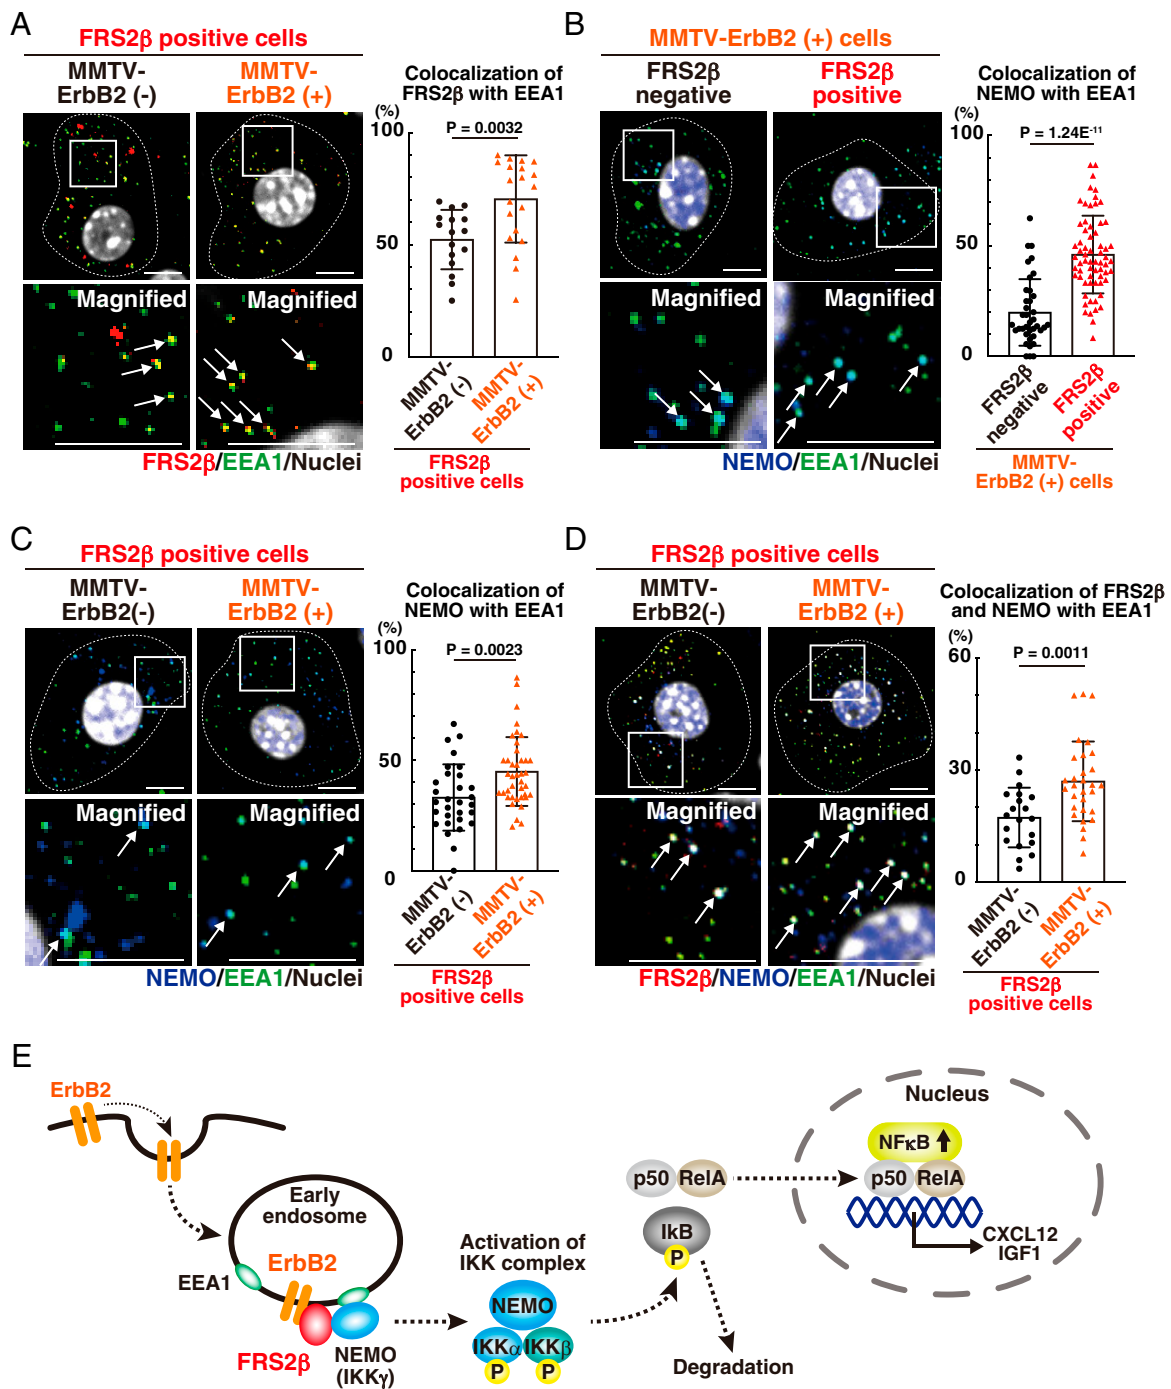 A
FRS2β positive cells
MMTV-
ErbB2 (-)
MMTV-
ErbB2 (+)
Magnified
Magnified
FRS2β/EEA1/Nuclei
Colocalization of
FRS2β with EEA1
(%)
P = 0.0032
100
50
0
MMTV-
ErbB2 (-)
MMTV-
ErbB2 (+)
FRS2β
positive cells
B
MMTV-ErbB2 (+) cells
FRS2β
negative
FRS2β
positive
Magnified
Magnified
NEMO/EEA1/Nuclei
Colocalization of
NEMO with EEA1
(%)
P = 1.24E-11
100
50
0
FRS2β
negative
FRS2β
positive
MMTV-
ErbB2 (+) cells
C
FRS2β positive cells
MMTV-
ErbB2(-)
MMTV-
ErbB2 (+)
Magnified
Magnified
NEMO/EEA1/Nuclei
Colocalization of
NEMO with EEA1
(%)
P = 0.0023
100
50
0
MMTV-
ErbB2 (-)
MMTV-
ErbB2 (+)
FRS2β
positive cells
D
FRS2β positive cells
MMTV-
ErbB2(-)
MMTV-
ErbB2 (+)
Magnified
Magnified
FRS2β/NEMO/EEA1/Nuclei
Colocalization of FRS2β
and NEMO with EEA1
(%)
P = 0.0011
60
30
0
MMTV-
ErbB2 (-)
MMTV-
ErbB2 (+)
FRS2β
positive cells
E
ErbB2
Early
endosome
EEA1
ErbB2
FRS2β
NEMO
(IKKγ)
Activation of
IKK complex
NEMO
IKKα IKKβ
P P
p50 RelA
IkB
P
Degradation
Nucleus
NFκB
p50 RelA
CXCL12
IGF1